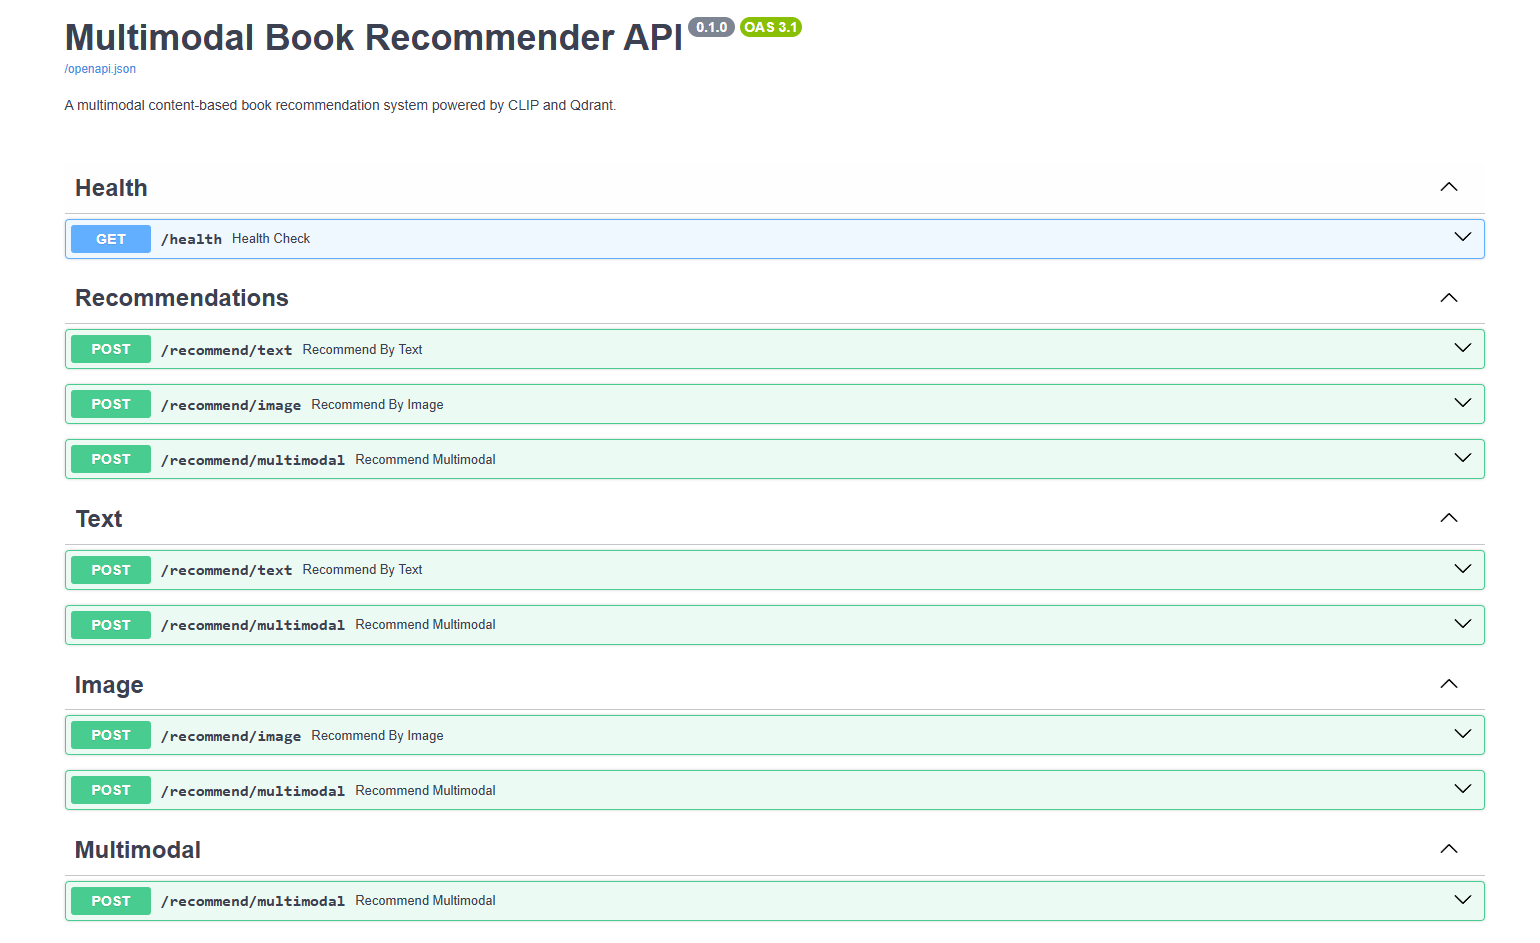 Multimodal Book Recommender API 0.1.0 OAS 3.1
/openapi.json
A multimodal content-based book recommendation system powered by CLIP and Qdrant.
Health
GET /health Health Check
Recommendations
POST /recommend/text Recommend By Text
POST /recommend/image Recommend By Image
POST /recommend/multimodal Recommend Multimodal
Text
POST /recommend/text Recommend By Text
POST /recommend/multimodal Recommend Multimodal
Image
POST /recommend/image Recommend By Image
POST /recommend/multimodal Recommend Multimodal
Multimodal
POST /recommend/multimodal Recommend Multimodal